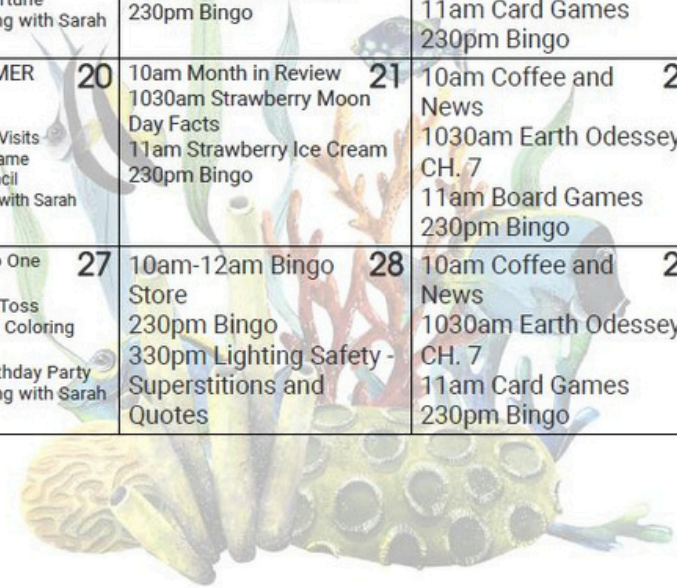 ng with Sarah
230pm Bingo
11am Card Games
230pm Bingo
MER 20
Visits
ame
cil
with Sarah
10am Month in Review 21
1030am Strawberry Moon
Day Facts
11am Strawberry Ice Cream
230pm Bingo
10am Coffee and 2
News
1030am Earth Odessey
CH. 7
11am Board Games
230pm Bingo
One 27
Toss
Coloring
thday Party
ng with Sarah
10am-12am Bingo 28
Store
230pm Bingo
330pm Lighting Safety -
Superstitions and
Quotes
10am Coffee and 2
News
1030am Earth Odessey
CH. 7
11am Card Games
230pm Bingo